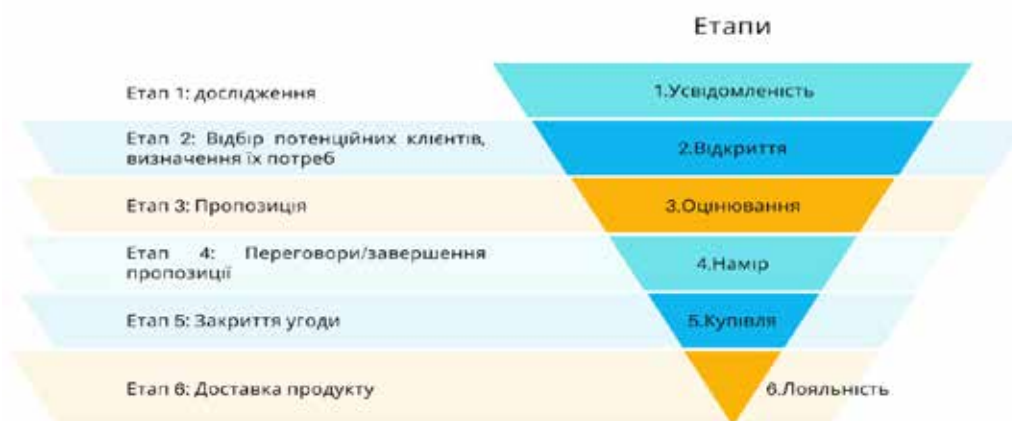 Етапи
Етап 1: дослідження
1.Усвідомленість
Етап 2: Відбір потенційних клієнтів,
визначення їх потреб
2.Відкриття
Етап 3: Пропозиція
3.Оцінювання
Етап 4: Переговори/завершення
пропозиції
4.Намір
Етап 5: Закриття угоди
5.Купівля
Етап 6: Доставка продукту
6.Лояльність